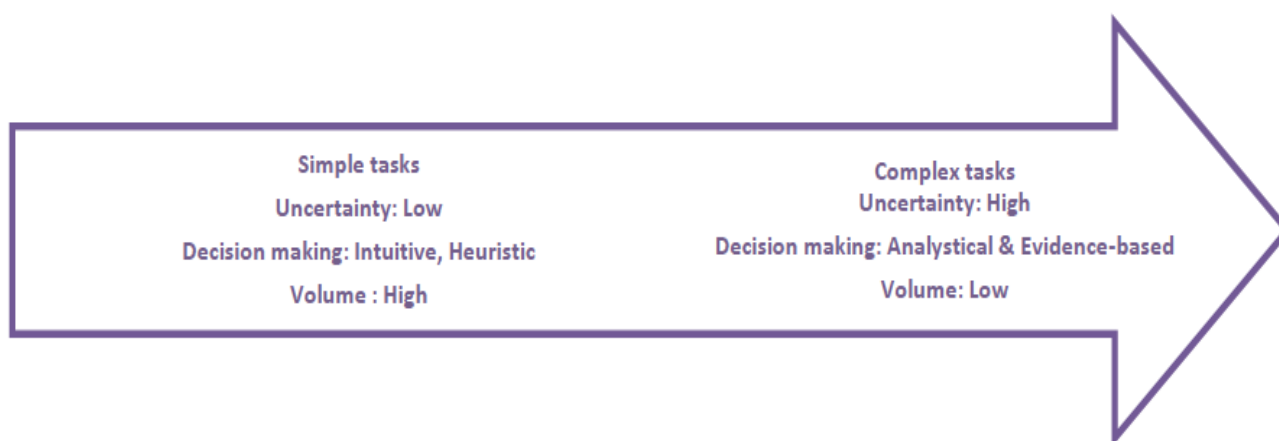 Simple tasks
Uncertainty: Low
Decision making: Intuitive, Heuristic
Volume : High
Complex tasks
Uncertainty: High
Decision making: Analystical & Evidence-based
Volume: Low